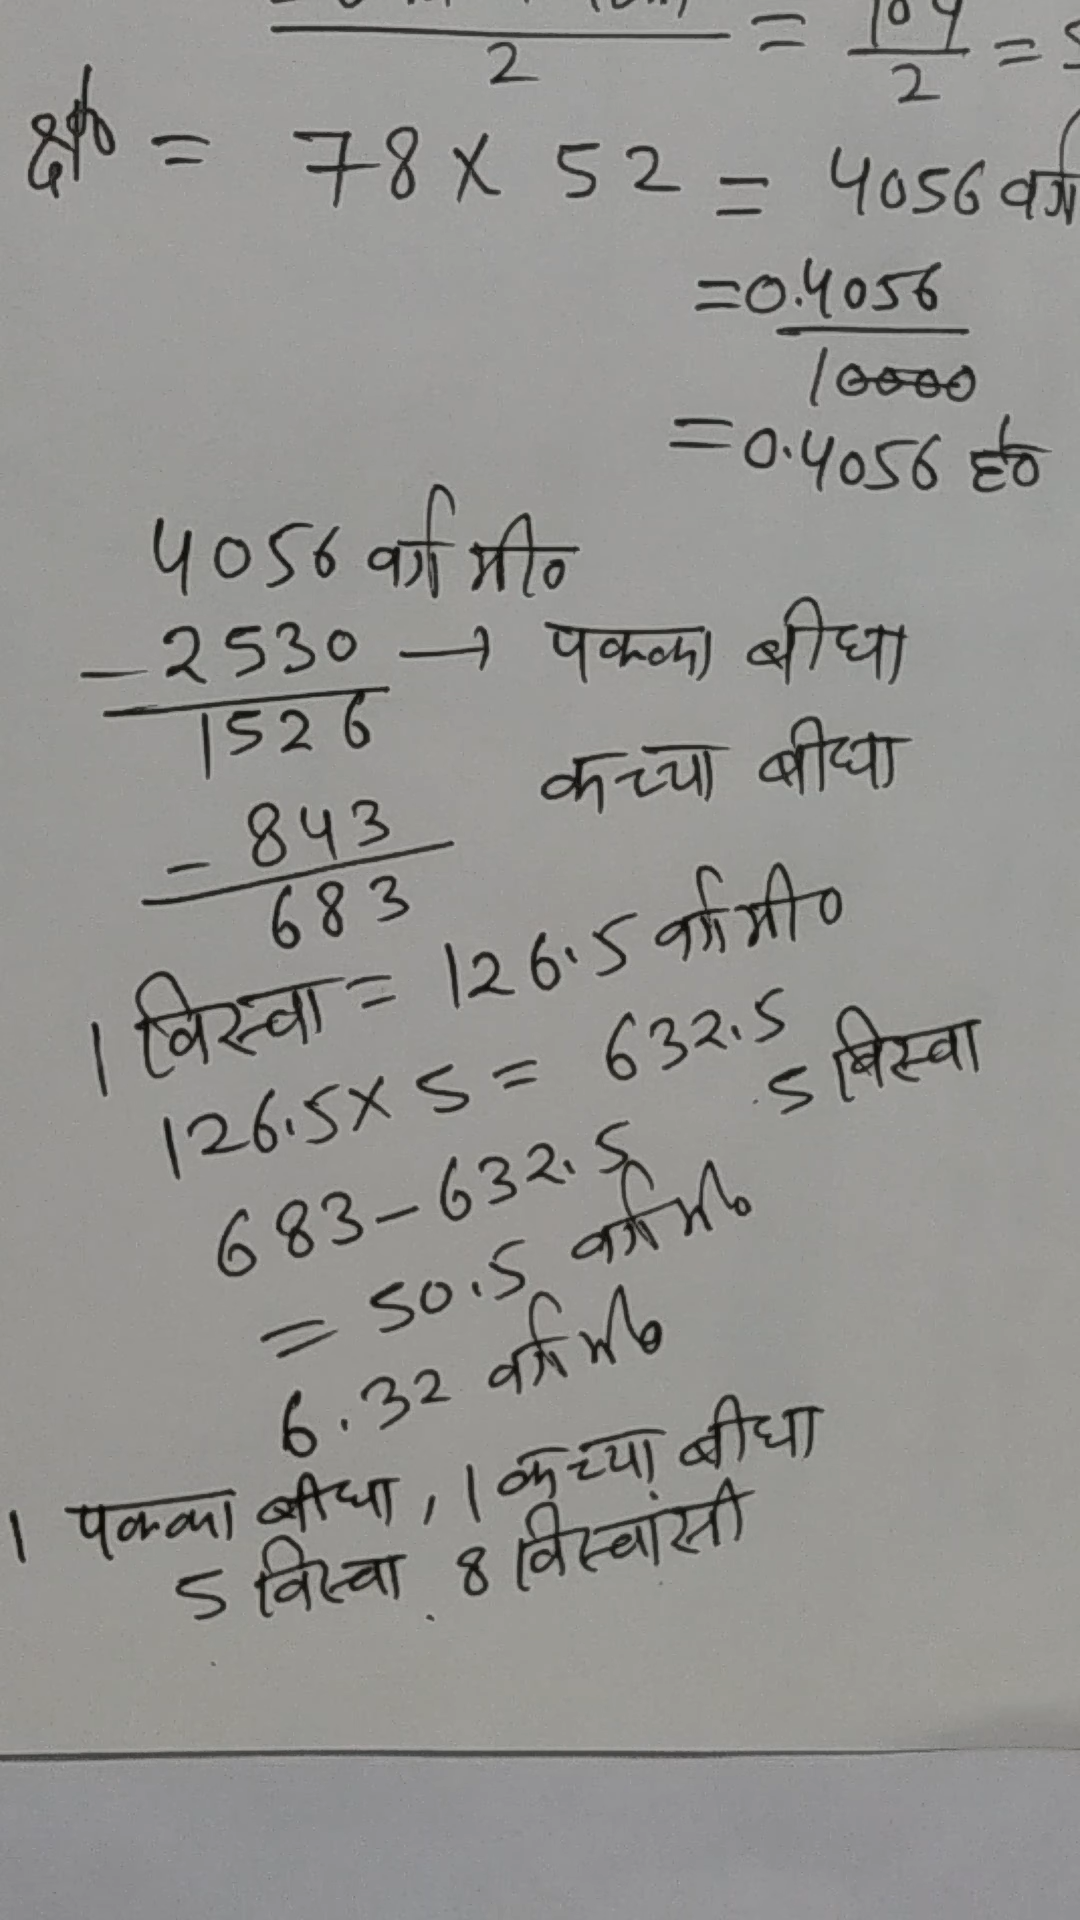 2 = 104/2 =
क्षे० = 78 x 52 = 4056 वर्ग
= 0.4056
10000
= 0.4056 हे०
4056 वर्ग मी०
- 2530 → पक्का बीघा
1526
कच्चा बीघा
- 843
683
1 विस्वा = 126.5 वर्ग मी०
126.5 x 5 = 632.5
5 बिस्वा
683 - 632.5
= 50.5 वर्ग मी०
6.32 वर्ग मी०
1 पक्का बीघा, 1 कच्चा बीघा
5 विस्वा. 8 विस्वांसी